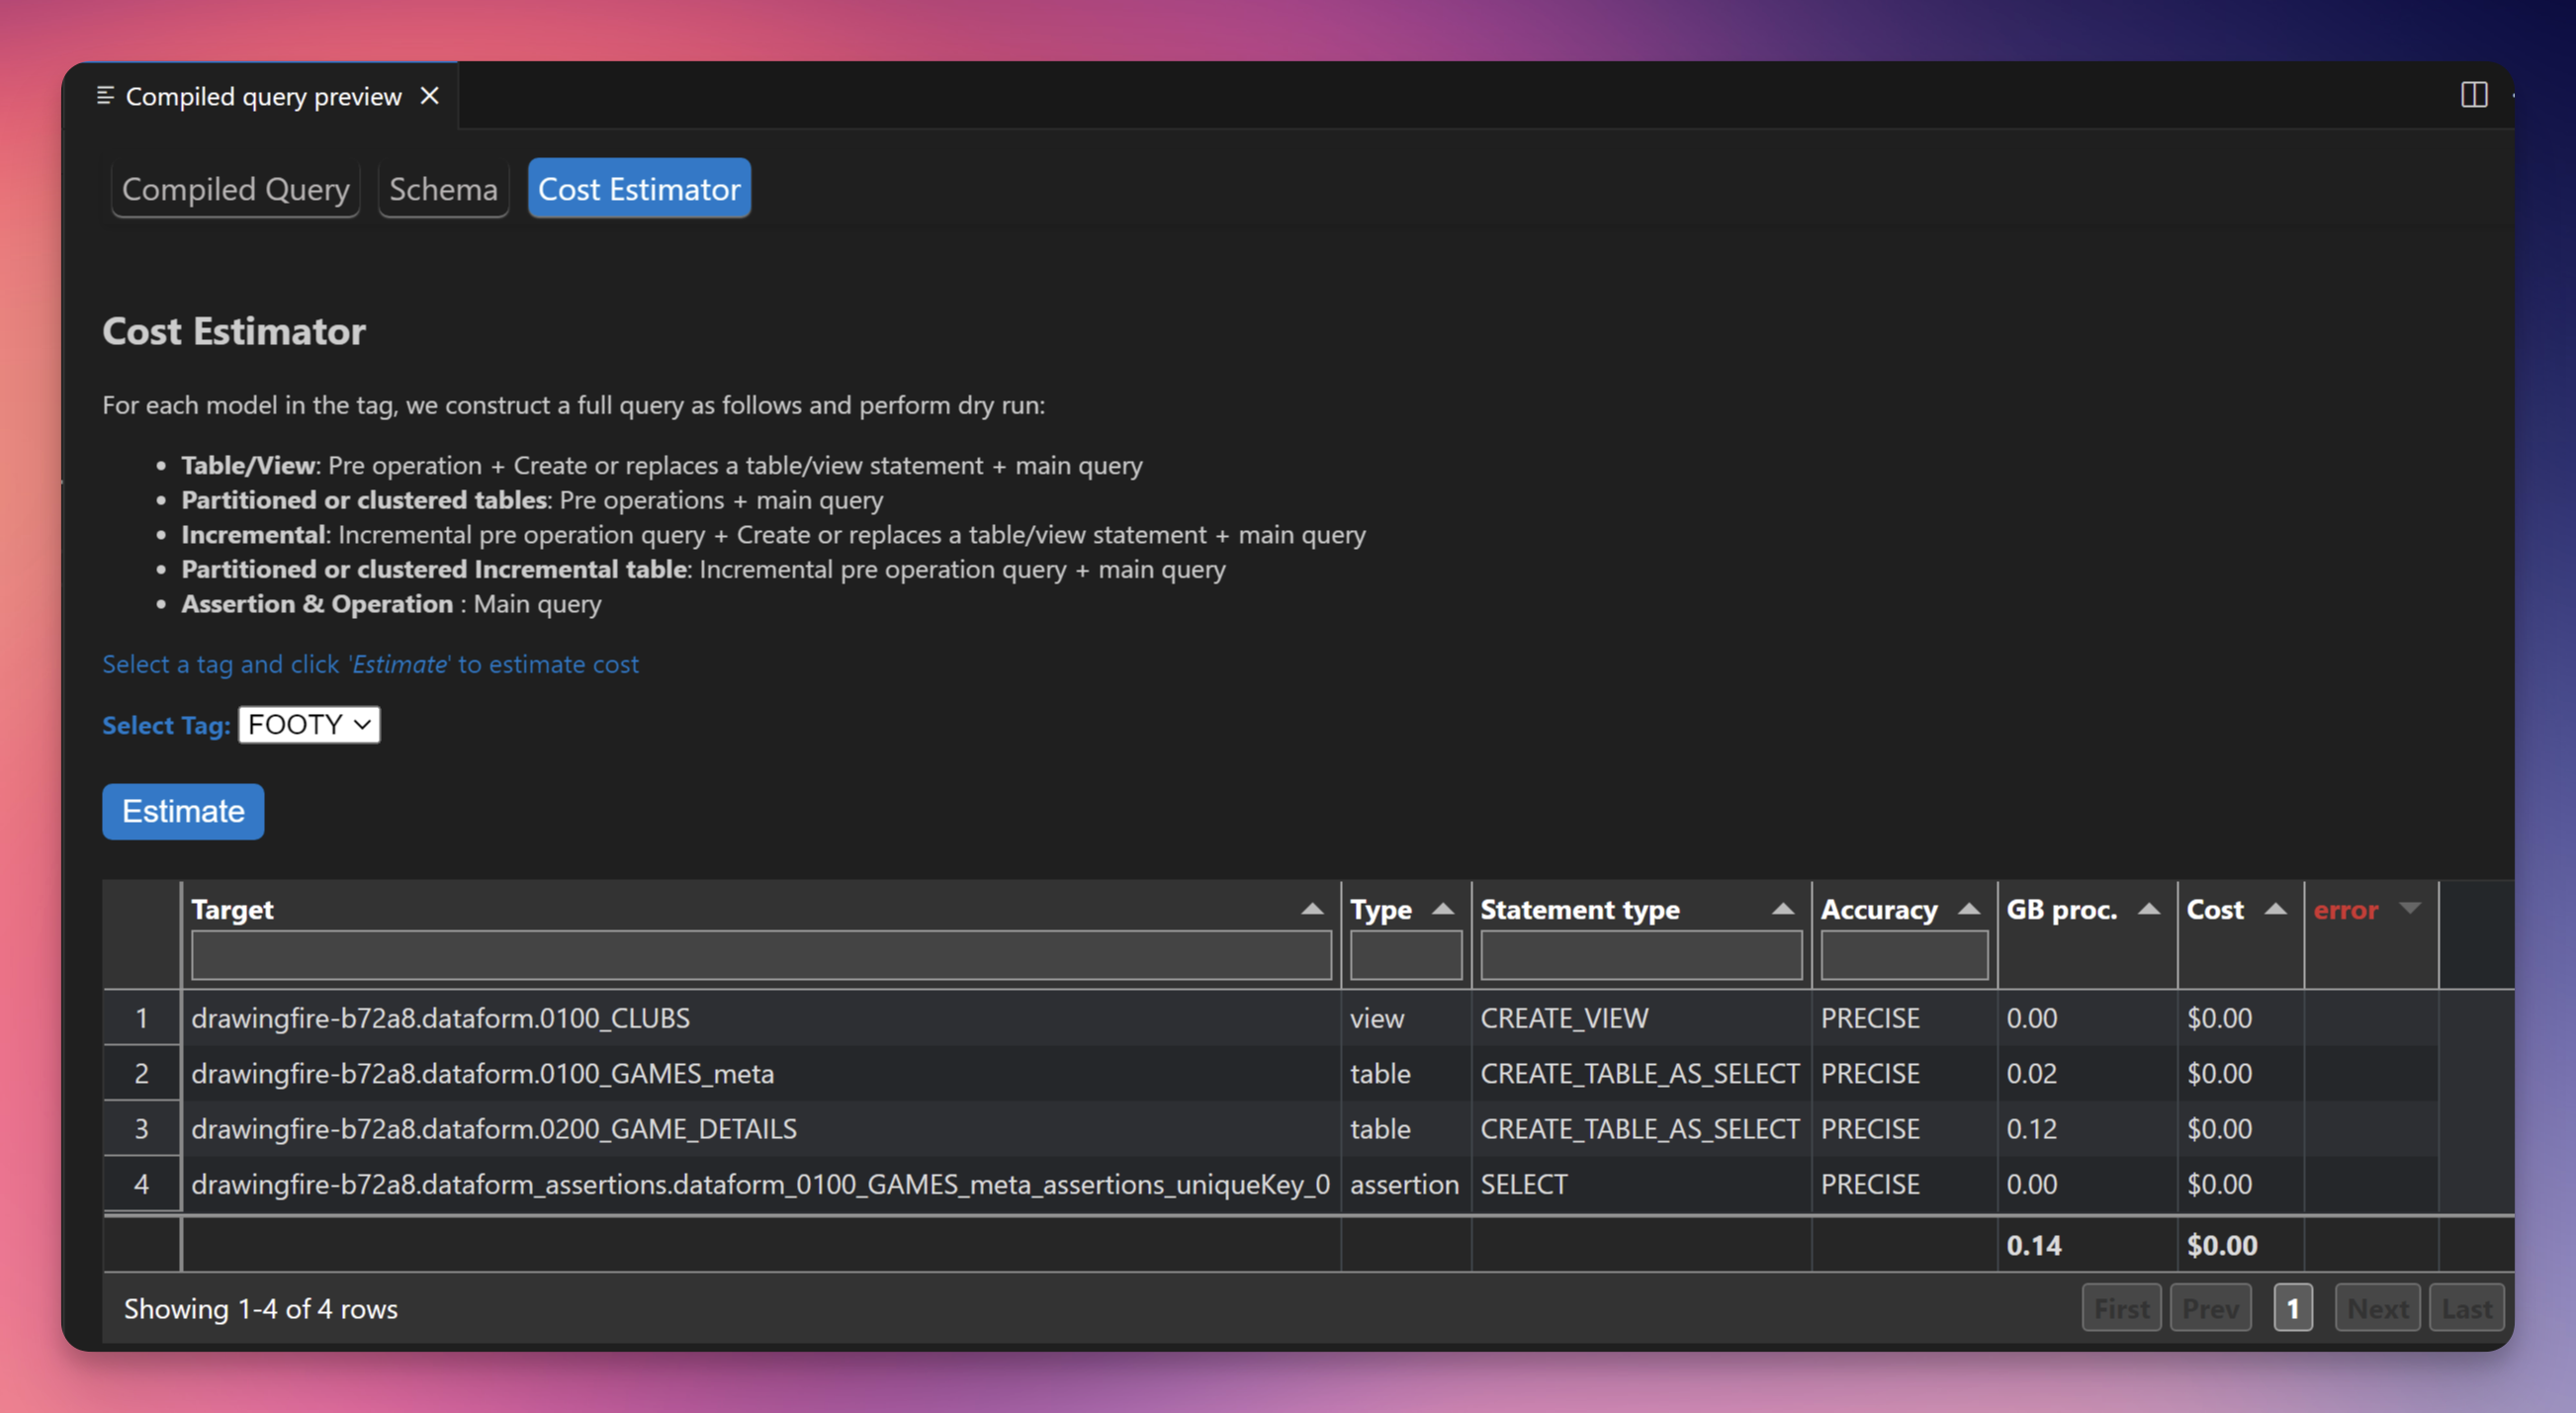 Compiled query preview
Compiled Query Schema Cost Estimator
Cost Estimator
For each model in the tag, we construct a full query as follows and perform dry run:
• Table/View: Pre operation + Create or replaces a table/view statement + main query
• Partitioned or clustered tables: Pre operations + main query
• Incremental: Incremental pre operation query + Create or replaces a table/view statement + main query
• Partitioned or clustered Incremental table: Incremental pre operation query + main query
• Assertion & Operation : Main query
Select a tag and click 'Estimate' to estimate cost
Select Tag: FOOTY
Estimate
Target Type Statement type Accuracy GB proc. Cost error
1 drawingfire-b72a8.dataform.0100_CLUBS view CREATE_VIEW PRECISE 0.00 $0.00
2 drawingfire-b72a8.dataform.0100_GAMES_meta table CREATE_TABLE_AS_SELECT PRECISE 0.02 $0.00
3 drawingfire-b72a8.dataform.0200_GAME_DETAILS table CREATE_TABLE_AS_SELECT PRECISE 0.12 $0.00
4 drawingfire-b72a8.dataform_assertions.dataform_0100_GAMES_meta_assertions_uniqueKey_0 assertion SELECT PRECISE 0.00 $0.00
0.14 $0.00
Showing 1-4 of 4 rows First Prev 1 Next Last